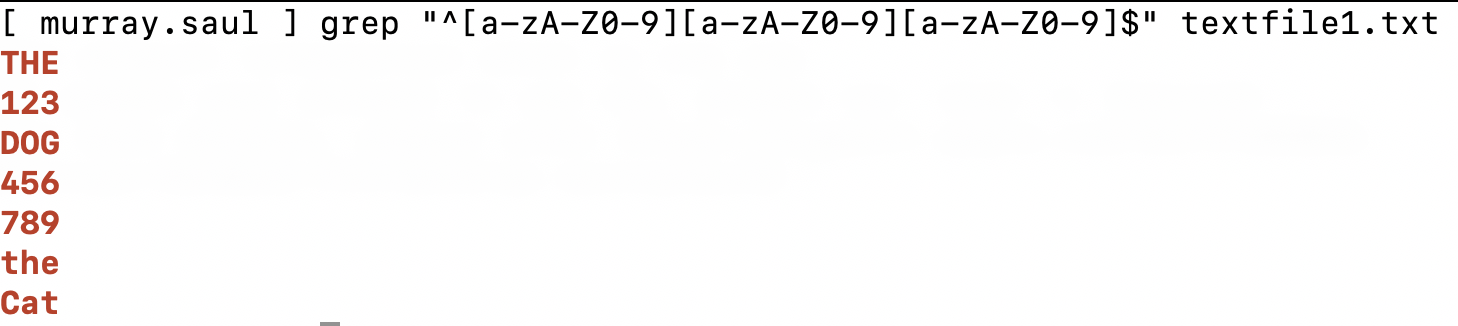 [ murray.saul ] grep "^[a-zA-Z0-9][a-zA-Z0-9][a-zA-Z0-9]$" textfile1.txt
THE
123
DOG
456
789
the
Cat